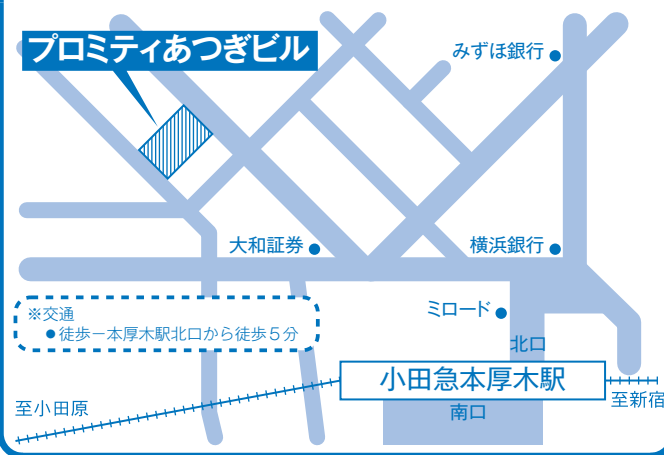 プロミティあつぎビル
みずほ銀行
大和証券
横浜銀行
※交通
●徒歩ー本厚木駅北口から徒歩5分
ミロード
北口
小田急本厚木駅
至小田原
南口
至新宿